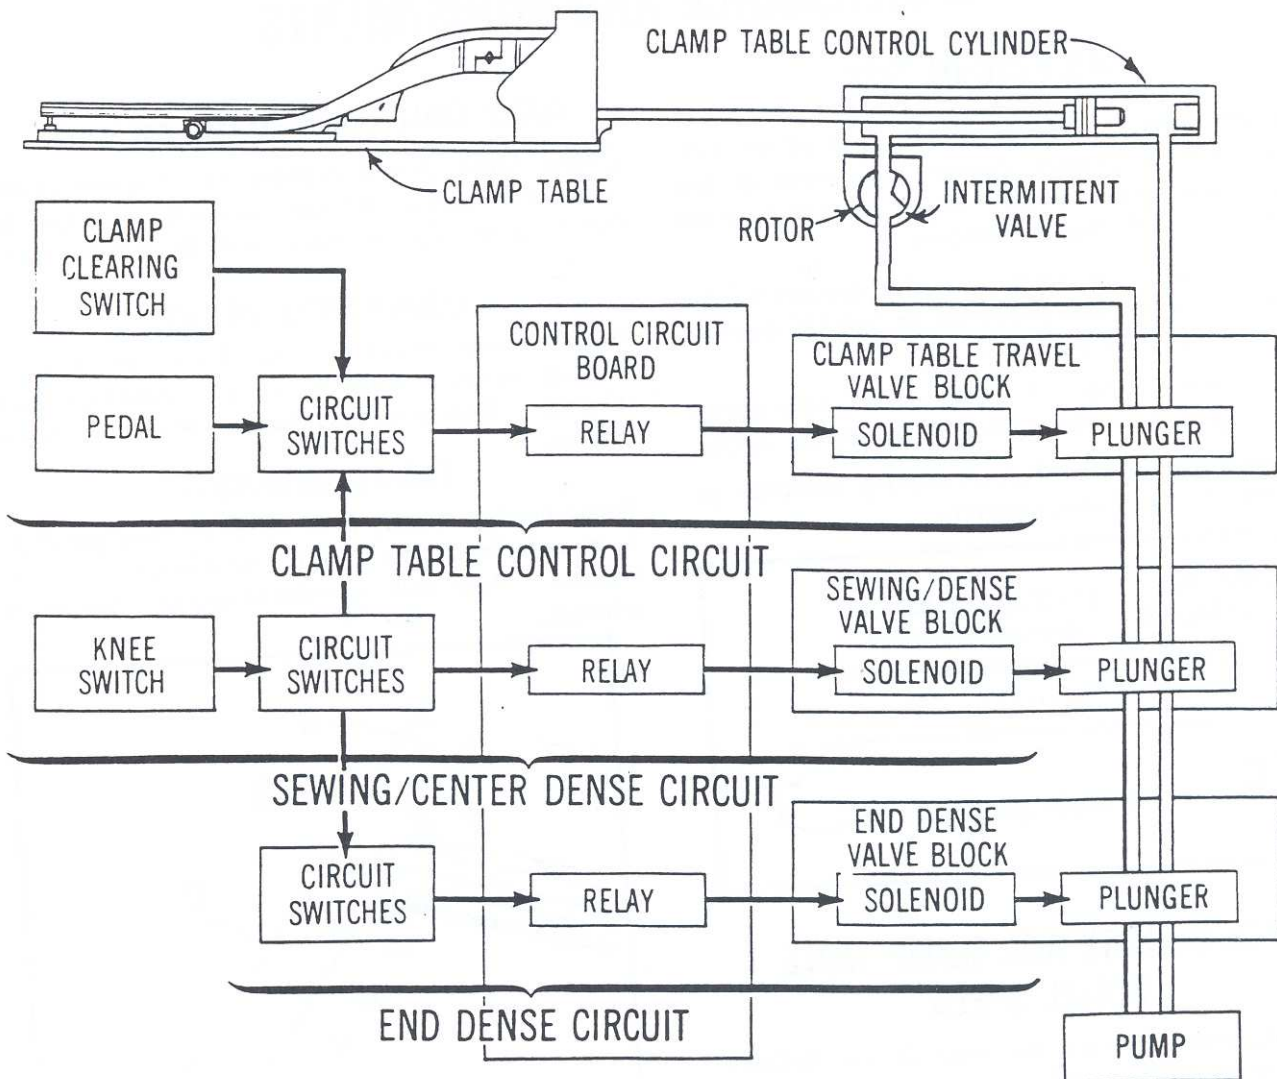 CLAMP TABLE CONTROL CYLINDER
CLAMP TABLE
ROTOR
INTERMITTENT
VALVE
CLAMP
CLEARING
SWITCH
CONTROL CIRCUIT
BOARD
CLAMP TABLE TRAVEL
VALVE BLOCK
PEDAL
CIRCUIT
SWITCHES
RELAY
SOLENOID
PLUNGER
CLAMP TABLE CONTROL CIRCUIT
SEWING/DENSE
VALVE BLOCK
KNEE
SWITCH
CIRCUIT
SWITCHES
RELAY
SOLENOID
PLUNGER
SEWING/CENTER DENSE CIRCUIT
END DENSE
VALVE BLOCK
CIRCUIT
SWITCHES
RELAY
SOLENOID
PLUNGER
END DENSE CIRCUIT
PUMP